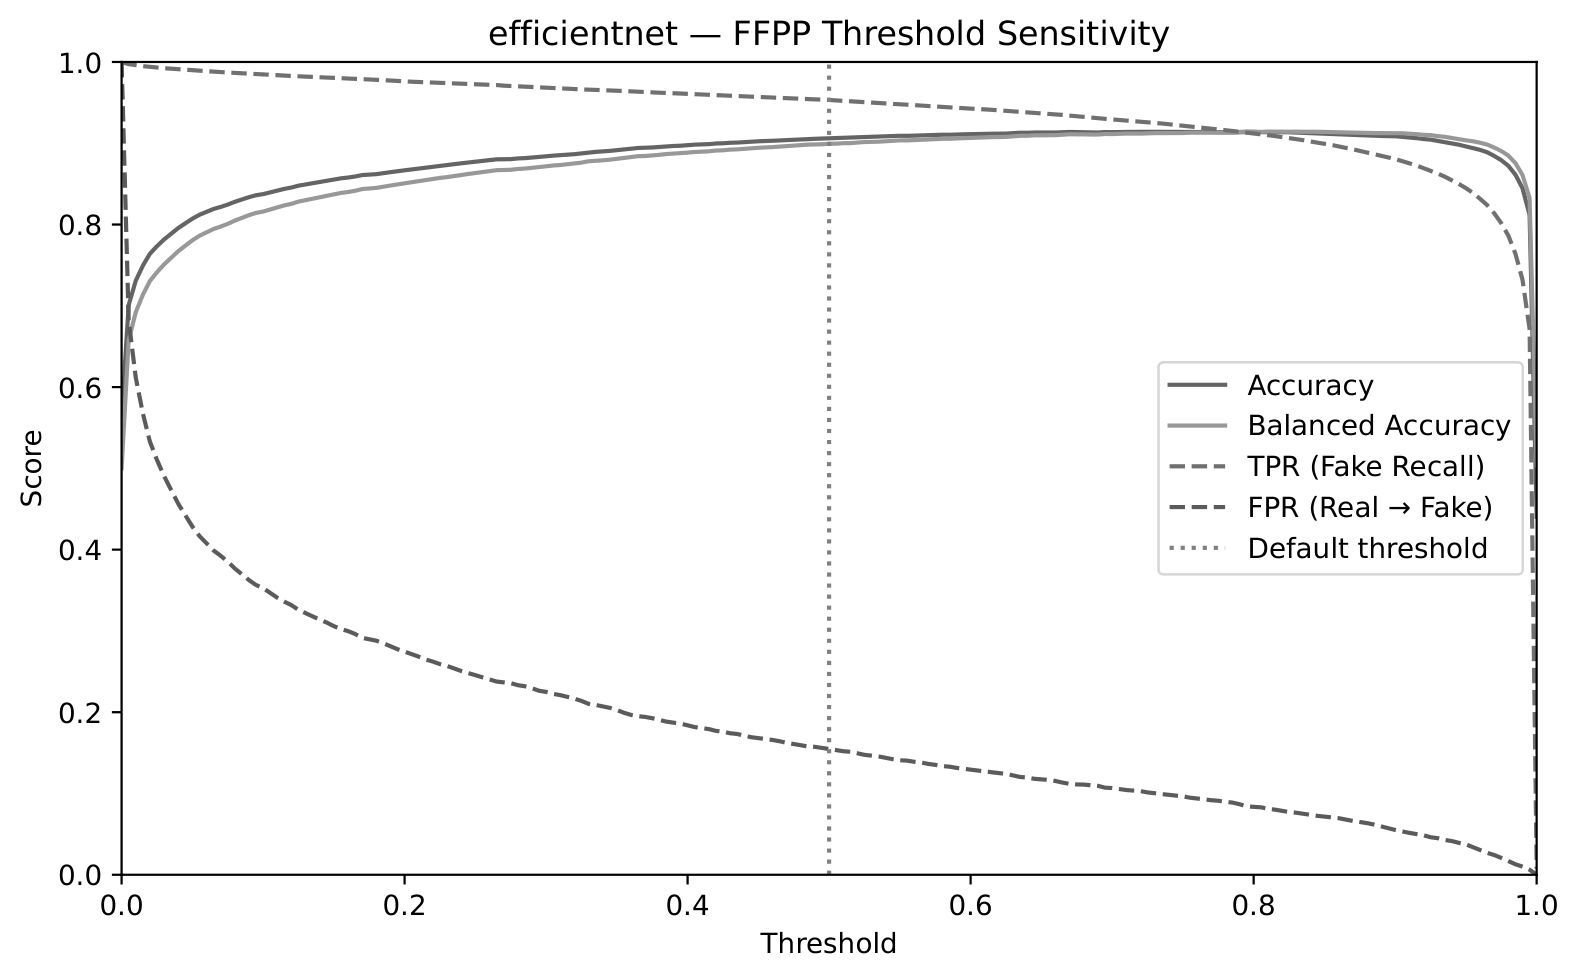 efficientnet — FFPP Threshold Sensitivity
1.0
0.8
0.6
0.4
0.2
0.0
Score
Accuracy
Balanced Accuracy
TPR (Fake Recall)
FPR (Real → Fake)
Default threshold
0.0 0.2 0.4 0.6 0.8 1.0
Threshold